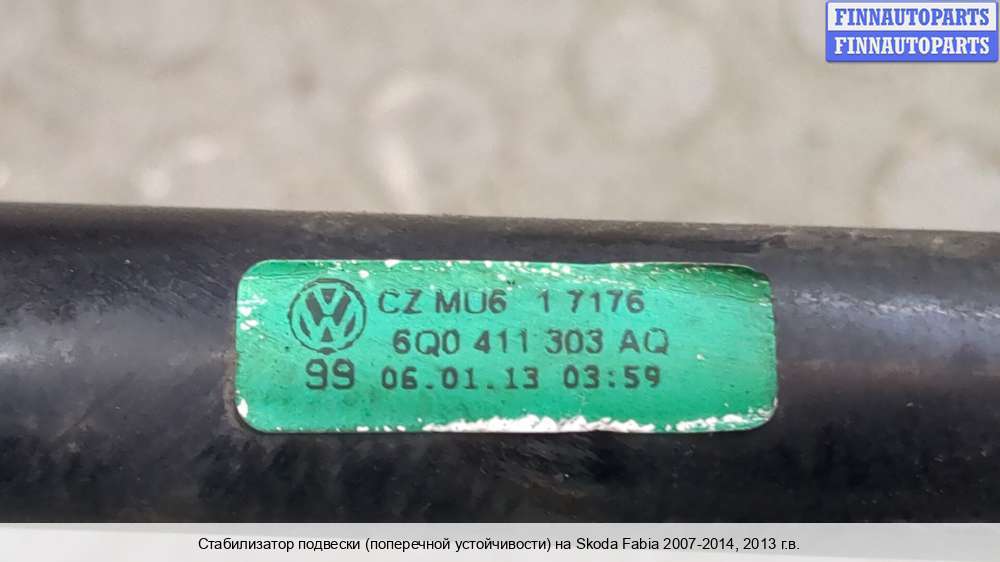 FINNAUTOPARTS
FINNAUTOPARTS
CZ MU6 1 7176
6Q0 411 303 AQ
99 06.01.13 03:59
Стабилизатор подвески (поперечной устойчивости) на Skoda Fabia 2007-2014, 2013 г.в.